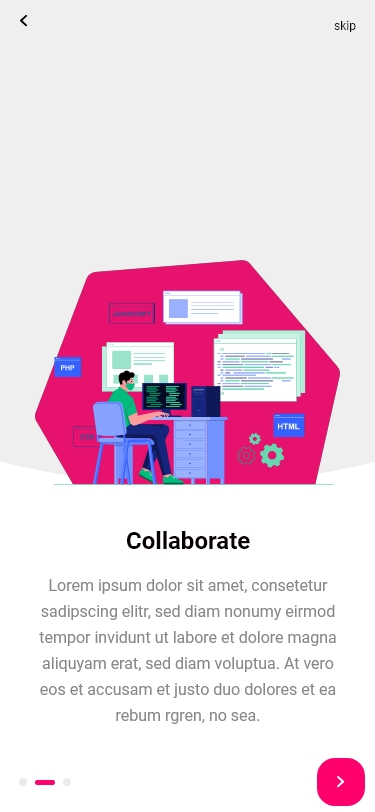 skip
JAVASCRIPT
PHP
HTML
Collaborate
Lorem ipsum dolor sit amet, consetetur
sadipscing elitr, sed diam nonumy eirmod
tempor invidunt ut labore et dolore magna
aliquyam erat, sed diam voluptua. At vero
eos et accusam et justo duo dolores et ea
rebum rgren, no sea.